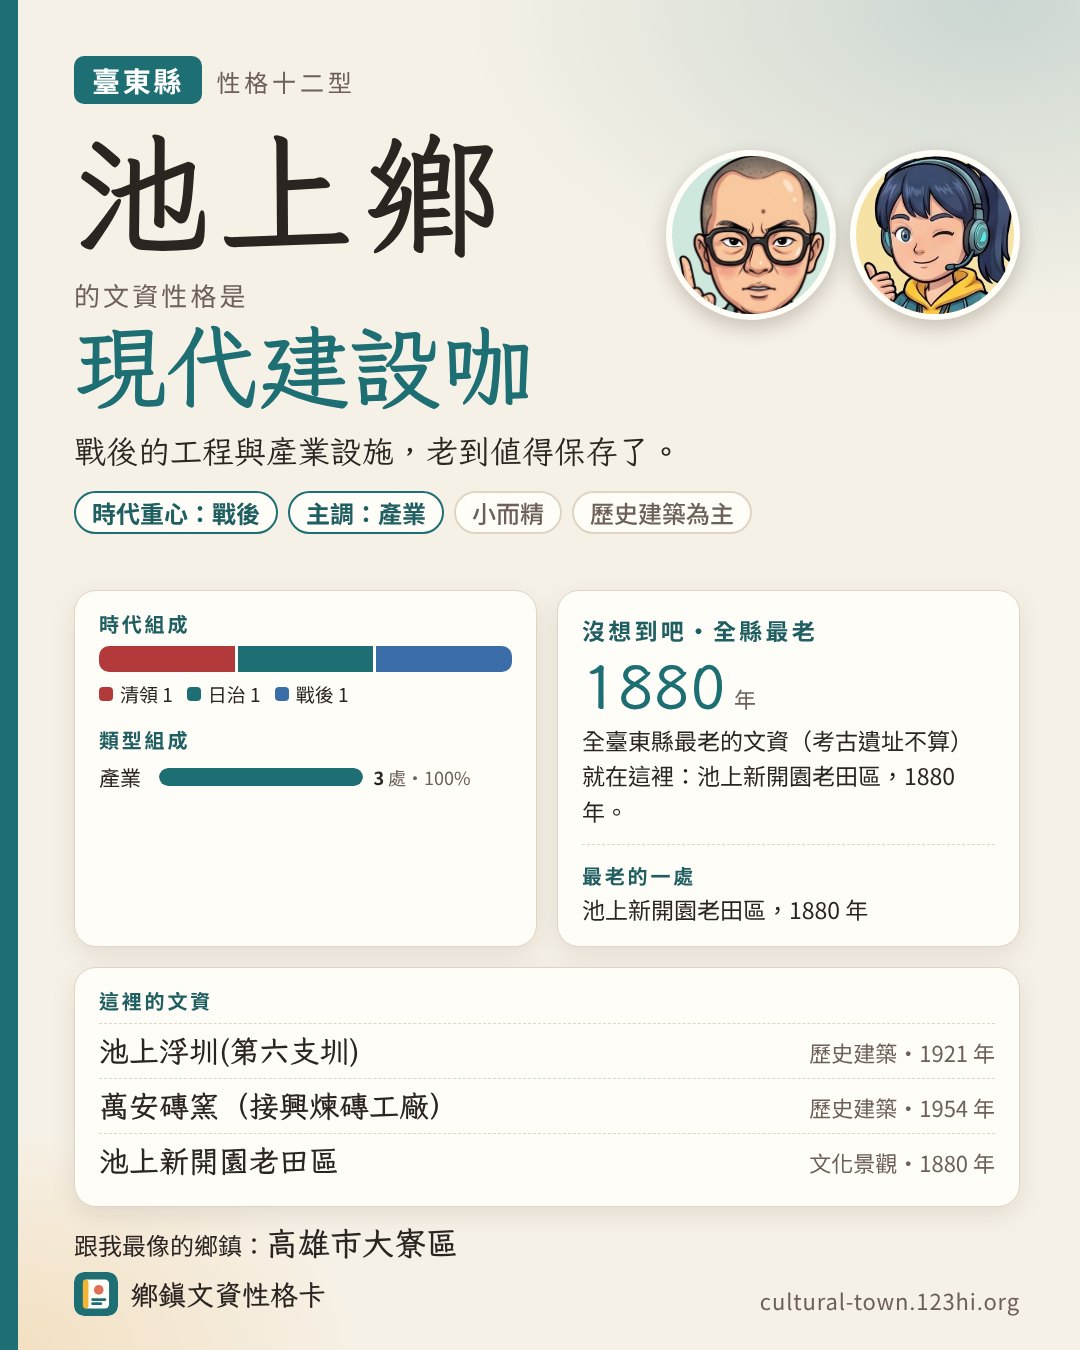 臺東縣 性格十二型
池上鄉
的文資性格是
現代建設咖
戰後的工程與產業設施，老到值得保存了。
時代重心：戰後 主調：產業 小而精 歷史建築為主
時代組成
清領 1 日治 1 戰後 1
類型組成
產業 3 處・100%
沒想到吧・全縣最老
1880 年
全臺東縣最老的文資（考古遺址不算）
就在這裡：池上新開園老田區，1880
年。
最老的一處
池上新開園老田區，1880 年
這裡的文資
池上浮圳(第六支圳) 歷史建築・1921 年
萬安磚窯（接興煉磚工廠） 歷史建築・1954 年
池上新開園老田區 文化景觀・1880 年
跟我最像的鄉鎮：高雄市大寮區
鄉鎮文資性格卡
cultural-town.123hi.org